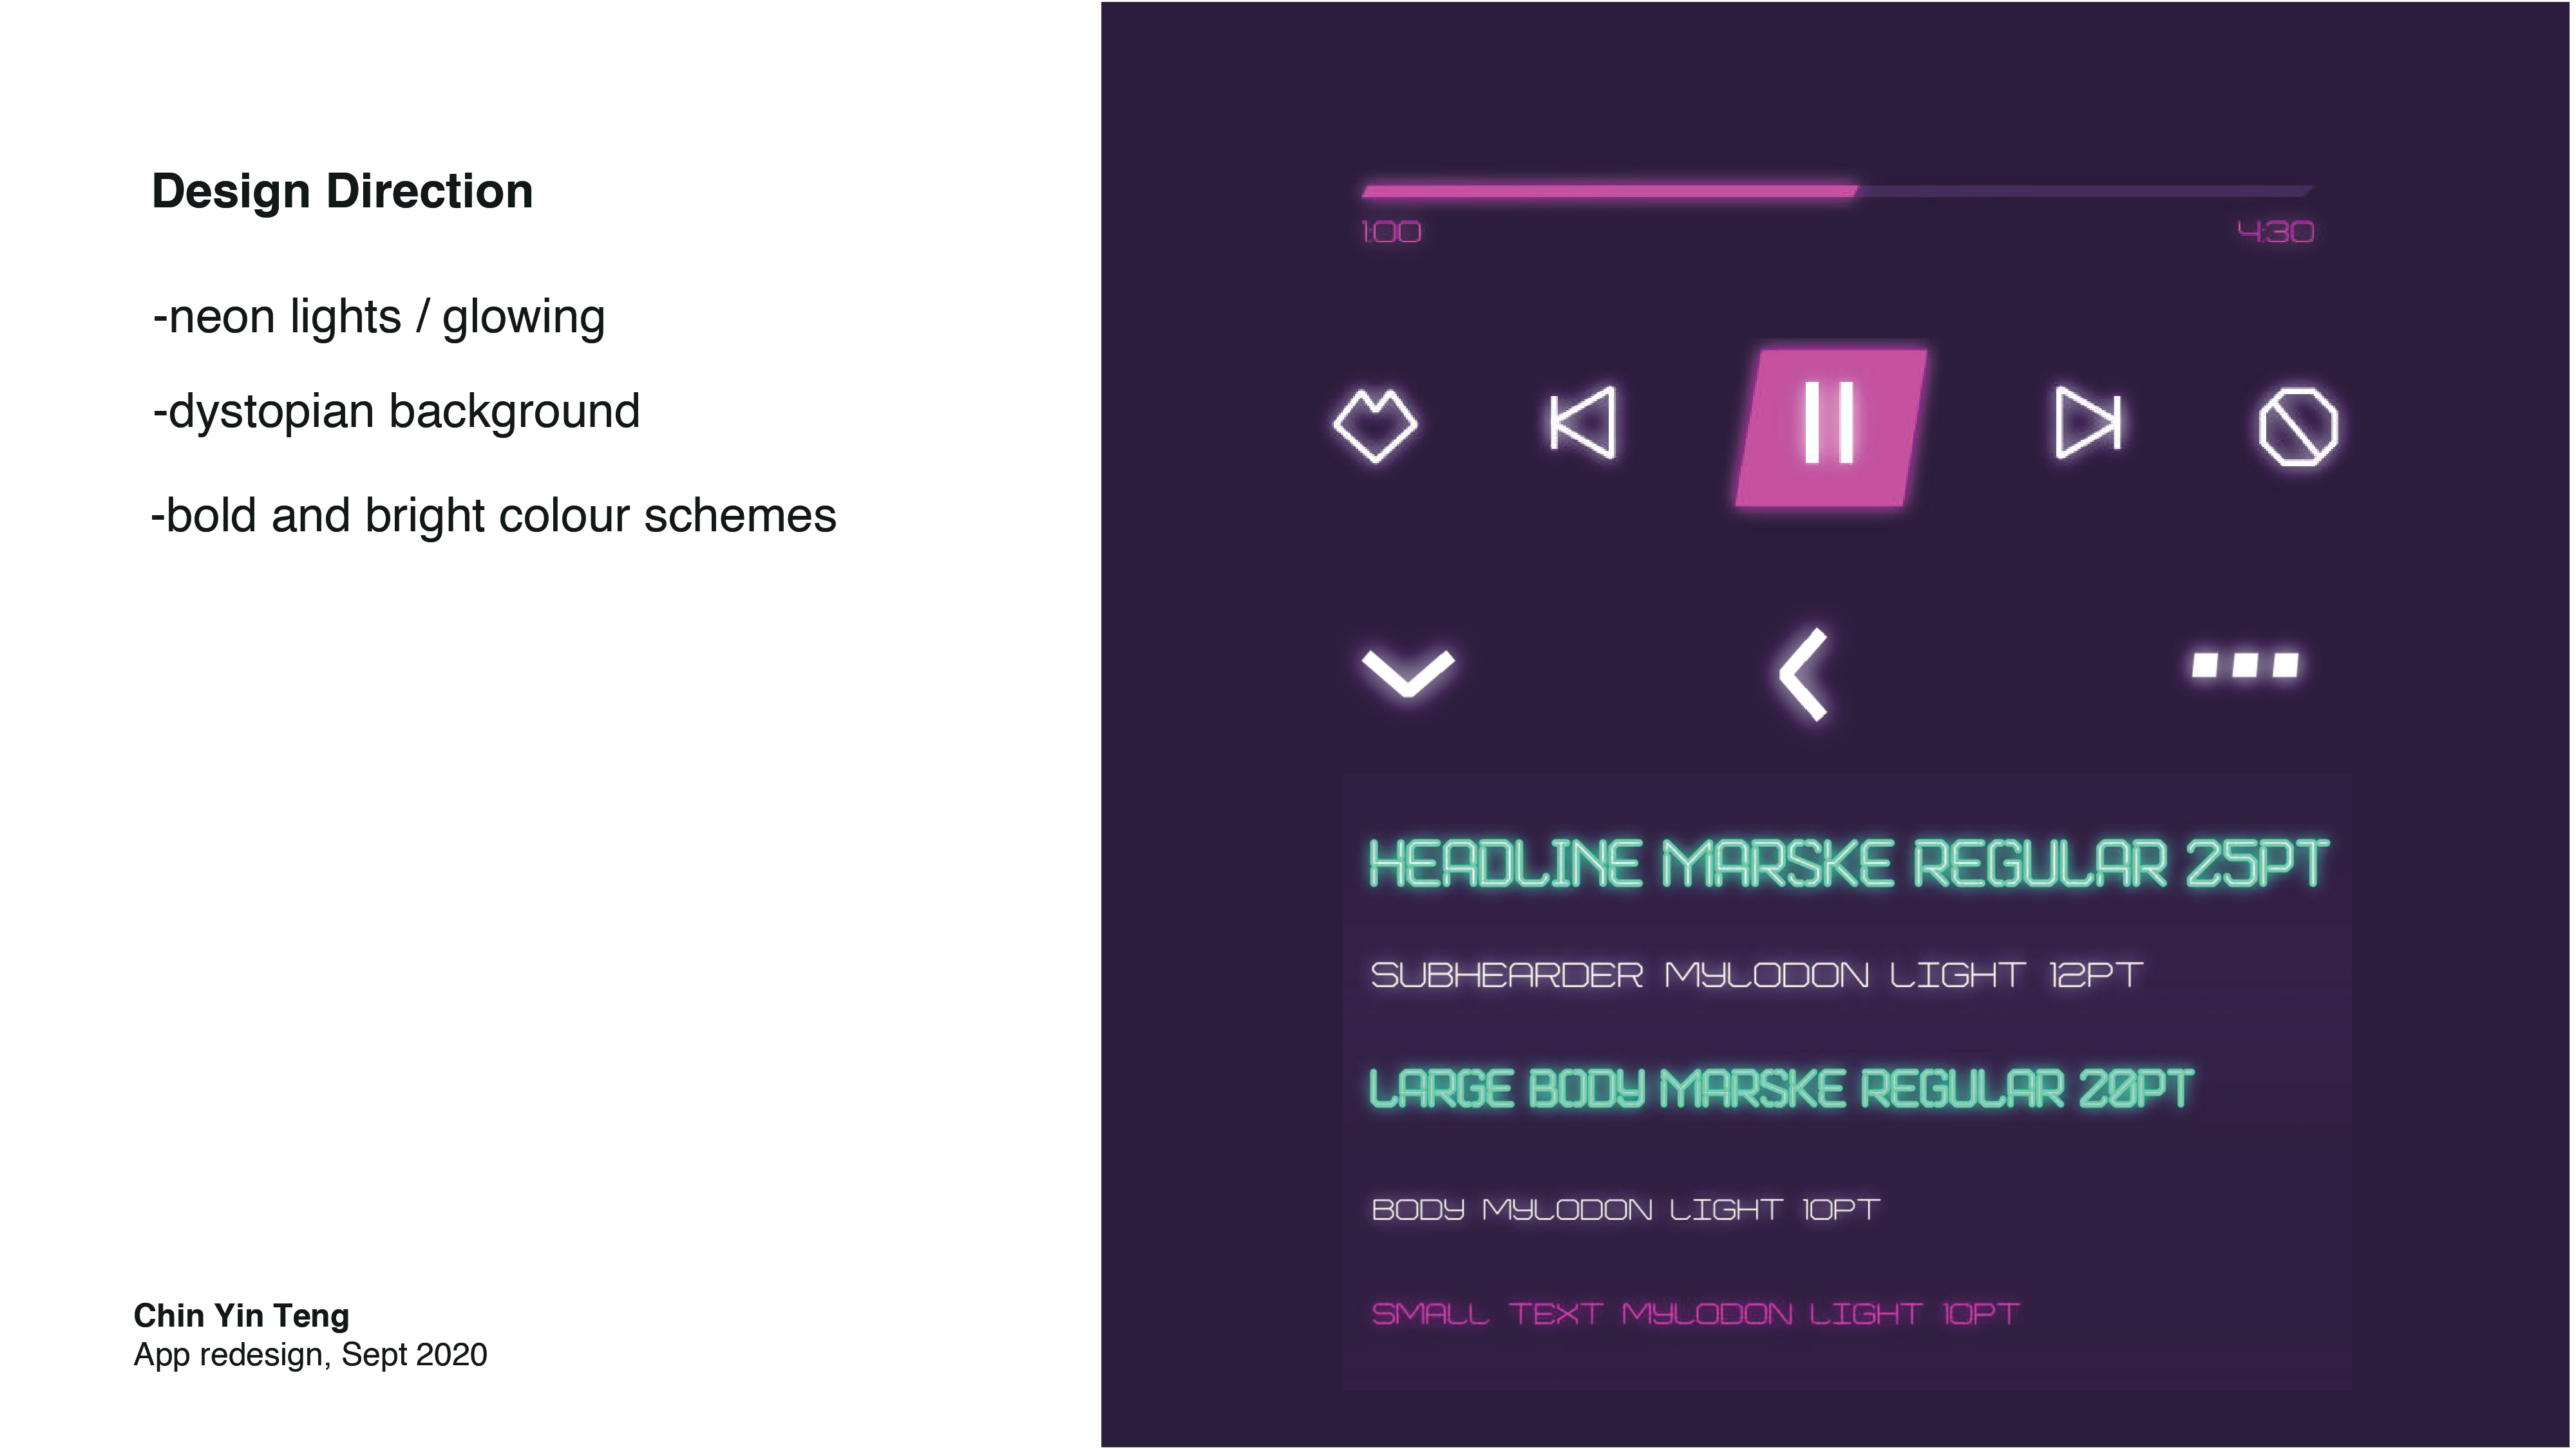 Design Direction
-neon lights / glowing
-dystopian background
-bold and bright colour schemes
Chin Yin Teng
App redesign, Sept 2020
1:00
4:30
HEADLINE MARSKE REGULAR 25PT
SUBHEARDER MYLODON LIGHT 12PT
LARGE BODY MARSKE REGULAR 20PT
BODY MYLODON LIGHT 10PT
SMALL TEXT MYLODON LIGHT 10PT